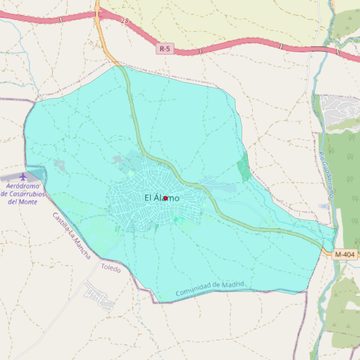 R-5
El Álamo
Aeródromo
de Casarrubios
del Monte
Castilla-La Mancha
Toledo
Comunidad de Madrid
M-404